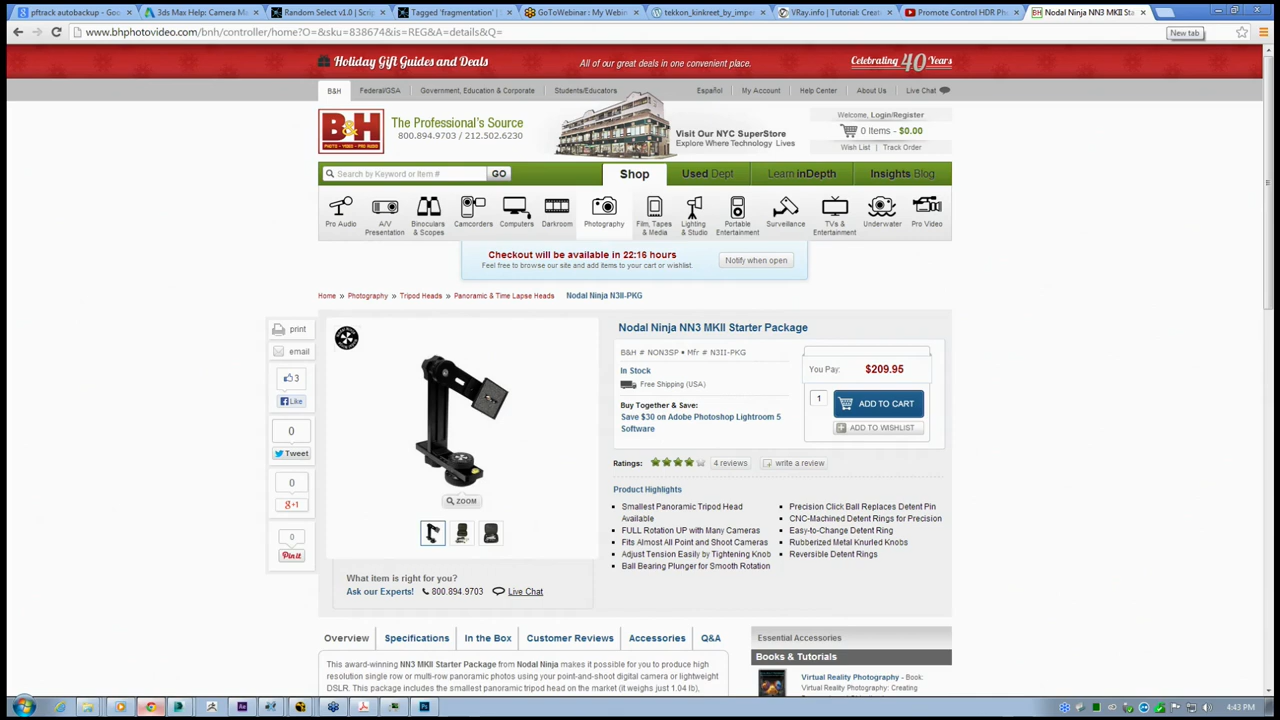 pftrack autobackup - Goo
3ds Max Help: Camera M
Random Select v1.0 | Scrip
Tagged 'fragmentation' | S
GoToWebinar : My Webin
tekkon_kinkreet_by_impe
VRay.info | Tutorial: Creat
Promote Control HDR Ph
Nodal Ninja NN3 MKII Sta
www.bhphotovideo.com/bnh/controller/home?O=&sku=838674&is=REG&A=details&Q=
New tab
Holiday Gift Guides and Deals
All of our great deals in one convenient place.
Celebrating 40 Years
B&H
Federal/GSA
Government, Education & Corporate
Students/Educators
Español
My Account
Help Center
About Us
Live Chat
B&H
PHOTO • VIDEO • PRO AUDIO
The Professional's Source
800.894.9703 / 212.502.6230
Visit Our NYC SuperStore
Explore Where Technology Lives
Welcome, Login/Register
0 Items - $0.00
Wish List | Track Order
Search by Keyword or Item #
GO
Shop
Used Dept
Learn inDepth
Insights Blog
Pro Audio
A/V Presentation
Binoculars & Scopes
Camcorders
Computers
Darkroom
Photography
Film, Tapes & Media
Lighting & Studio
Portable Entertainment
Surveillance
TVs & Entertainment
Underwater
Pro Video
Checkout will be available in 22:16 hours
Feel free to browse our site and add items to your cart or wishlist.
Notify when open
Home » Photography » Tripod Heads » Panoramic & Time Lapse Heads Nodal Ninja N3II-PKG
print
email
3
Like
0
Tweet
0
+1
0
Pin it
ZOOM
What item is right for you?
Ask our Experts! 800.894.9703 Live Chat
Nodal Ninja NN3 MKII Starter Package
B&H # NON3SP • Mfr # N3II-PKG
In Stock
Free Shipping (USA)
Buy Together & Save:
Save $30 on Adobe Photoshop Lightroom 5
Software
You Pay: $209.95
1
ADD TO CART
ADD TO WISHLIST
Ratings:
4 reviews
write a review
Product Highlights
Smallest Panoramic Tripod Head
Available
FULL Rotation UP with Many Cameras
Fits Almost All Point and Shoot Cameras
Adjust Tension Easily by Tightening Knob
Ball Bearing Plunger for Smooth Rotation
Precision Click Ball Replaces Detent Pin
CNC-Machined Detent Rings for Precision
Easy-to-Change Detent Ring
Rubberized Metal Knurled Knobs
Reversible Detent Rings
Overview
Specifications
In the Box
Customer Reviews
Accessories
Q&A
This award-winning NN3 MKII Starter Package from Nodal Ninja makes it possible for you to produce high
resolution single row or multi-row panoramic photos using your point-and-shoot digital camera or lightweight
DSLR. This package includes the smallest panoramic tripod head on the market (it weighs just 1.04 lb),
Essential Accessories
Books & Tutorials
Virtual Reality Photography - Book:
Virtual Reality Photography: Creating
4:43 PM